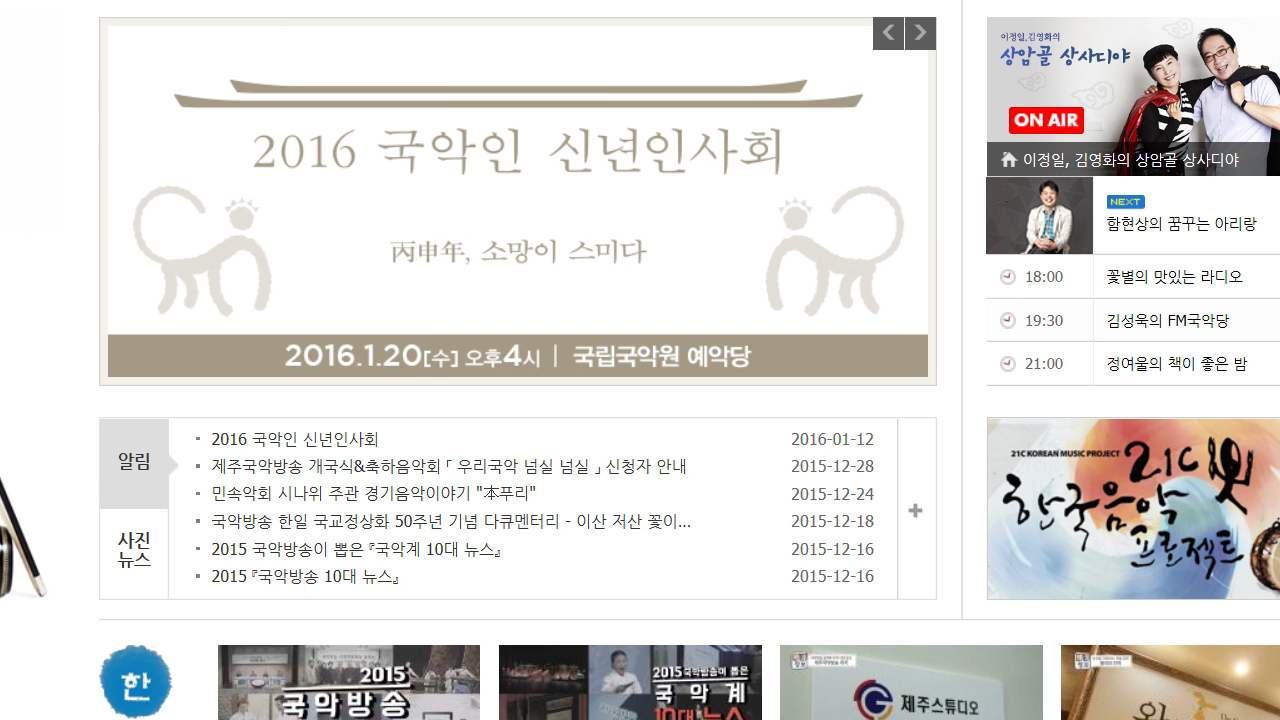 2016 국악인 신년인사회
丙申年, 소망이 스미다
2016.1.20[수] 오후4시 | 국립국악원 예악당
이정일,김영화의
상암골 상사디야
ON AIR
이정일, 김영화의 상암골 상사디야
NEXT
함현상의 꿈꾸는 아리랑
18:00 꽃별의 맛있는 라디오
19:30 김성욱의 FM국악당
21:00 정여울의 책이 좋은 밤
알림
사진
뉴스
2016 국악인 신년인사회 2016-01-12
제주국악방송 개국식&축하음악회 「 우리국악 넘실 넘실 」 신청자 안내 2015-12-28
민속악회 시나위 주관 경기음악이야기 "本푸리" 2015-12-24
국악방송 한일 국교정상화 50주년 기념 다큐멘터리 - 이산 저산 꽃이... 2015-12-18
2015 국악방송이 뽑은 『국악계 10대 뉴스』 2015-12-16
2015 『국악방송 10대 뉴스』 2015-12-16
21C KOREAN MUSIC PROJECT
21C
한국음악
프로젝트
한
2015
국악방송
2015국악방송이 뽑은
국악계
10대 뉴스
제주스튜디오